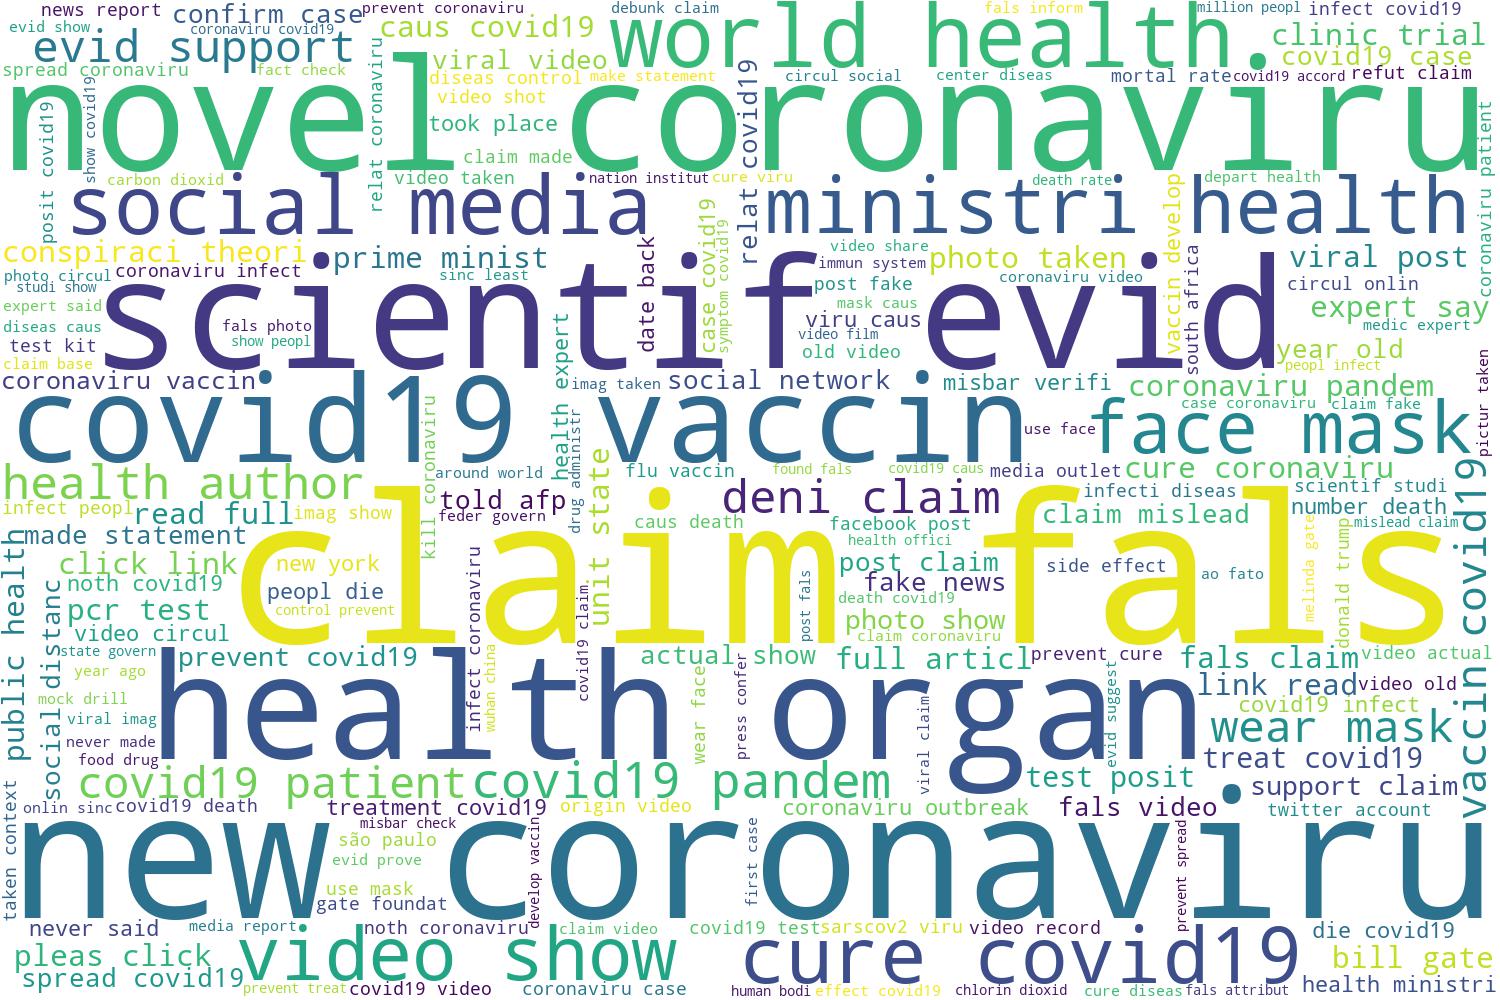 news report
confirm case
prevent coronaviru
debunk claim
world health
fals inform
million peopl
infect covid19
evid show
coronaviru covid19
caus covid19
clinic trial
evid support
viral video
covid19 case
spread coronaviru
fact check
relat coronaviru
diseas control
make statement
circul social
center diseas
mortal rate
covid19 accord
refut claim
novel coronaviru
video shot
relat covid19
posit covid19
show covid19
took place
coronaviru patient
claim made
carbon dioxid
video taken
nation institut
cure viru
death rate
depart health
social media
ministri health
case covid19
symptom covid19
vaccin develop
conspiraci theori
prime minist
date back
video share
photo taken
south africa
viral post
photo circul
coronaviru infect
sinc least
immun system
coronaviru video
circul onlin
studi show
post fake
scientif evid
expert said
mask caus
expert say
diseas caus
fals photo
health expert
viru caus
medic expert
test kit
show peopl
video film
old video
year old
claim base
peopl infect
coronaviru vaccin
imag taken
social network
misbar verifi
coronaviru pandem
pictur taken
covid19 vaccin
drug administr
case coronaviru
claim fake
face mask
use face
health author
kill coronaviru
around world
flu vaccin
found fals
covid19 caus
media outlet
cure coronaviru
told afp
unit state
deni claim
infecti diseas
scientif studi
infect peopl
read full
imag show
feder govern
caus death
facebook post
claim mislead
number death
mislead claim
made statement
health offici
public health
click link
new york
claim fals
post claim
side effect
ao fato
melinda gate
donald trump
vaccin covid19
noth covid19
peopl die
fake news
pcr test
control prevent
death covid19
photo show
post fals
social distanc
video circul
infect coronaviru
covid19 claim
claim coronaviru
state govern
prevent covid19
wuhan china
actual show
full articl
prevent cure
fals claim
video actual
year ago
health organ
wear face
press confer
evid suggest
link read
video old
mock drill
viral imag
covid19 infect
never made
wear mask
food drug
viral claim
treat covid19
covid19 patient
covid19 pandem
test posit
support claim
taken context
onlin sinc
covid19 death
treatment covid19
origin video
coronaviru outbreak
fals video
twitter account
new coronaviru
misbar check
são paulo
develop vaccin
first case
prevent spread
evid prove
use mask
gate foundat
never said
media report
noth coronaviru
claim video
covid19 test
sarscov2 viru
video record
die covid19
pleas click
video show
cure covid19
bill gate
spread covid19
prevent treat
covid19 video
coronaviru case
human bodi
effect covid19
chlorin dioxid
cure diseas
fals attribut
health ministri